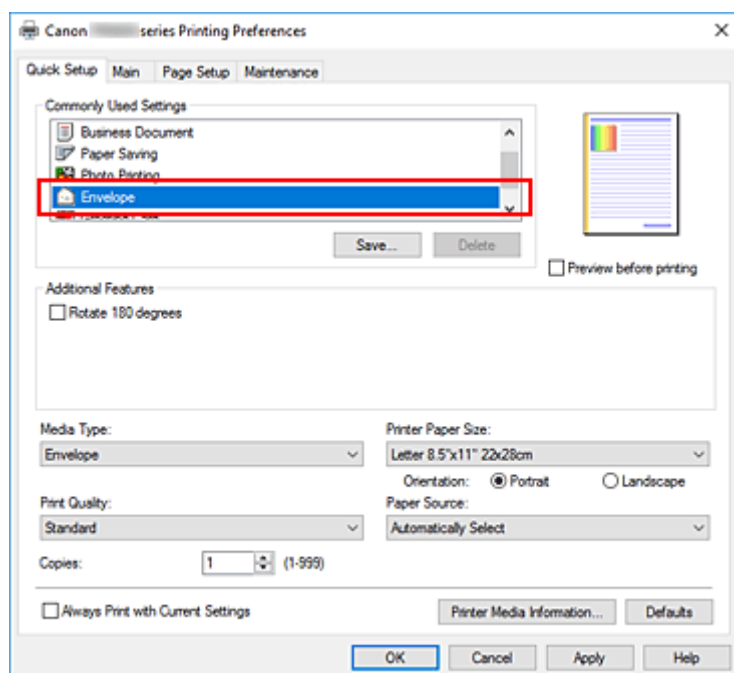 Canon series Printing Preferences
Quick Setup Main Page Setup Maintenance
Commonly Used Settings
Business Document
Paper Saving
Photo Printing
Envelope
Save... Delete
Preview before printing
Additional Features
Rotate 180 degrees
Media Type: Printer Paper Size:
Envelope Letter 8.5"x11" 22x28cm
Orientation: Portrait Landscape
Print Quality: Paper Source:
Standard Automatically Select
Copies: 1 (1-999)
Always Print with Current Settings Printer Media Information... Defaults
OK Cancel Apply Help